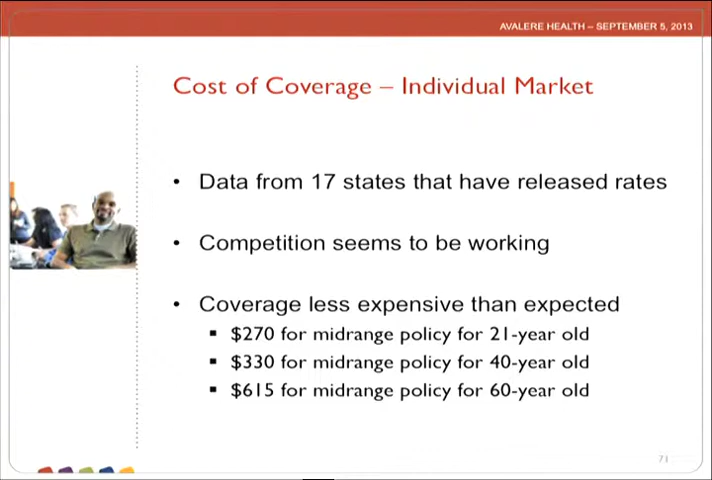 AVALERE HEALTH – SEPTEMBER 5, 2013
Cost of Coverage – Individual Market
• Data from 17 states that have released rates
• Competition seems to be working
• Coverage less expensive than expected
▪ $270 for midrange policy for 21-year old
▪ $330 for midrange policy for 40-year old
▪ $615 for midrange policy for 60-year old
71